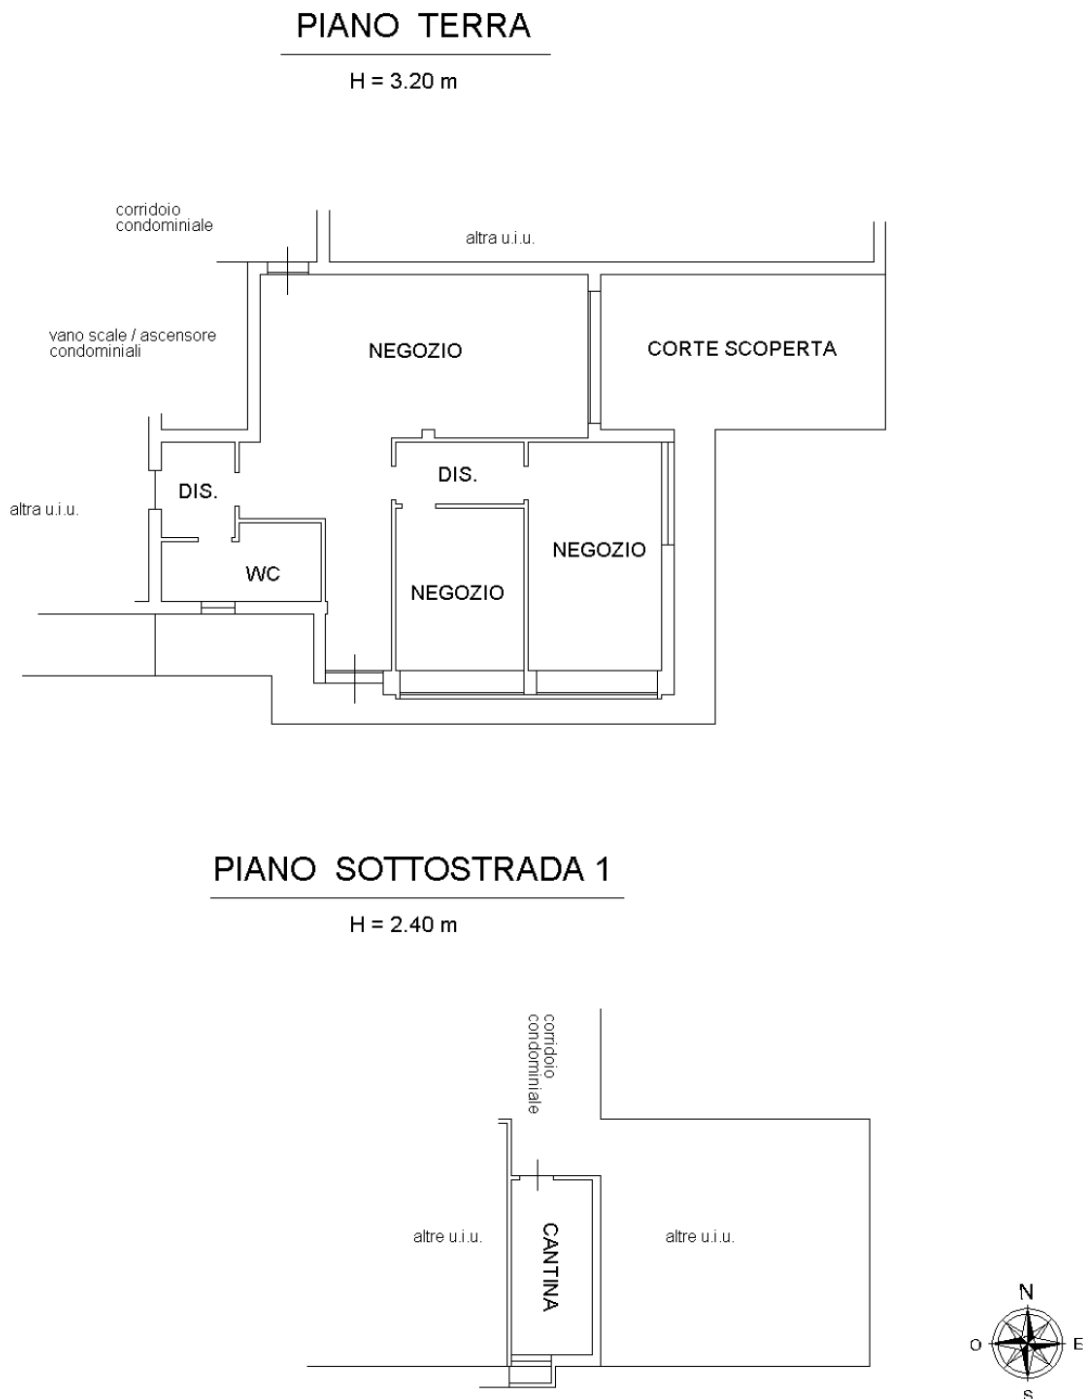 PIANO TERRA
H = 3.20 m
corridoio
condominiale
altra u.i.u.
vano scale / ascensore
condominiali
NEGOZIO
CORTE SCOPERTA
DIS.
DIS.
altra u.i.u.
NEGOZIO
WC
NEGOZIO
PIANO SOTTOSTRADA 1
H = 2.40 m
corridoio
condominiale
altre u.i.u.
CANTINA
altre u.i.u.
N
O
E
S